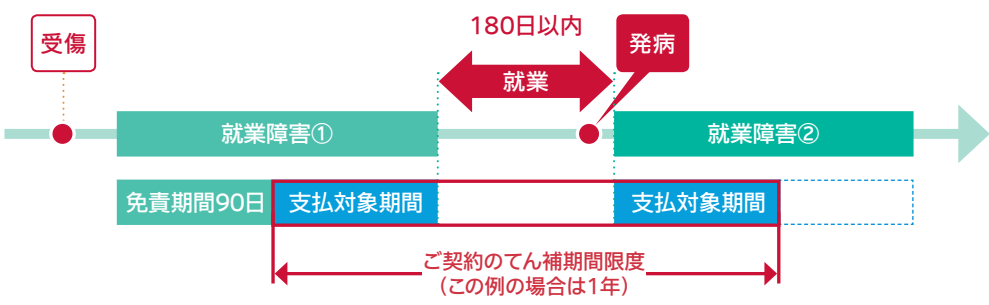 180日以内
受傷
発病
就業
就業障害①
就業障害②
免責期間90日
支払対象期間
支払対象期間
ご契約のてん補期間限度
（この例の場合は1年）